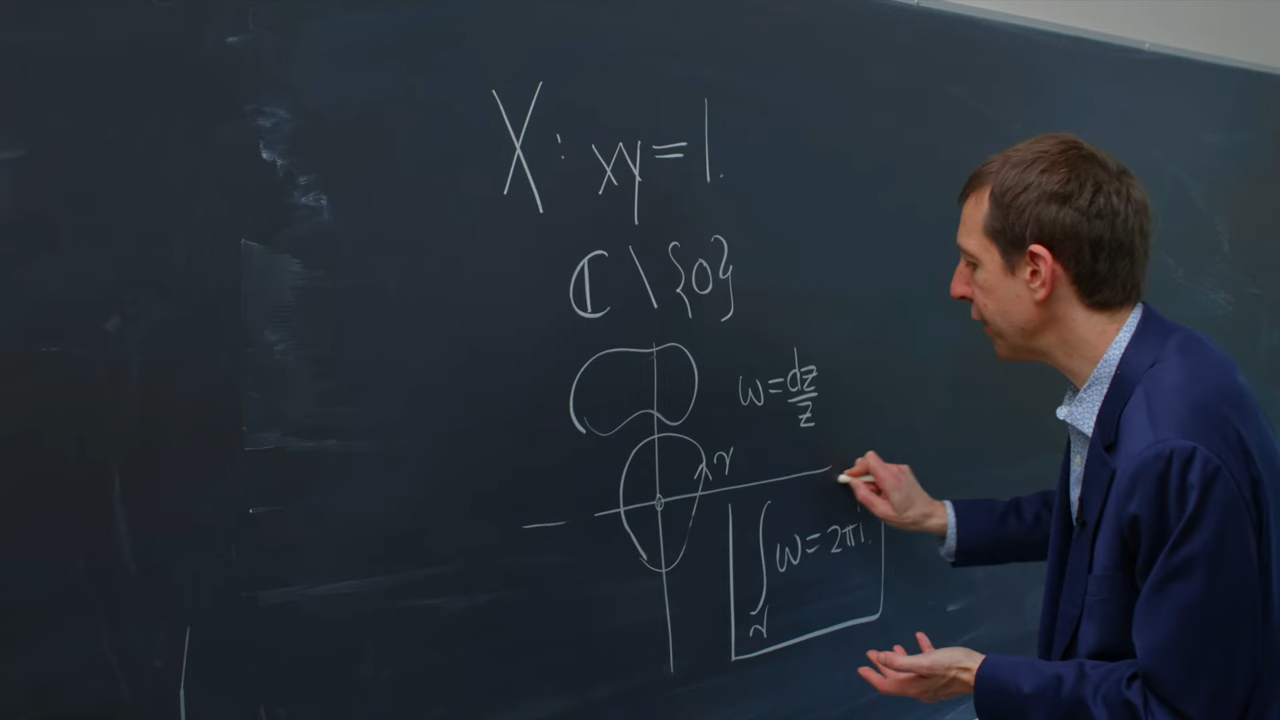 X: xy=1.
ℂ \ {0}
ω = dz/z
γ
∫_γ ω = 2πi.